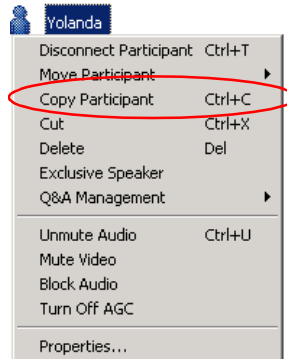 Yolanda
Disconnect Participant Ctrl+T
Move Participant
Copy Participant Ctrl+C
Cut Ctrl+X
Delete Del
Exclusive Speaker
Q&A Management
Unmute Audio Ctrl+U
Mute Video
Block Audio
Turn Off AGC
Properties...